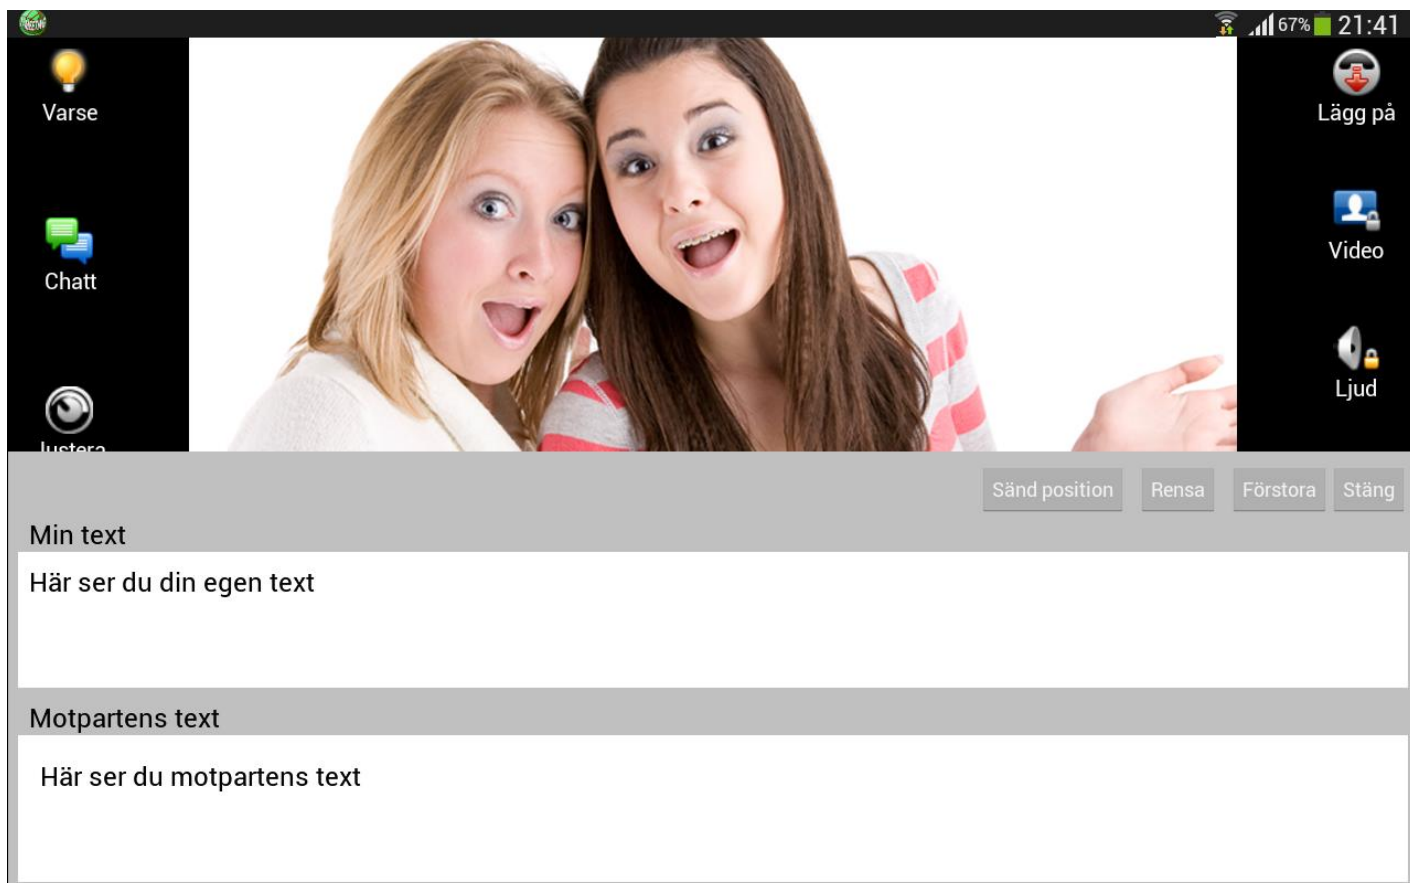 67% 21:41
Varse
Lägg på
Chatt
Video
Ljud
Justera
Sänd position Rensa Förstora Stäng
Min text
Här ser du din egen text
Motpartens text
Här ser du motpartens text